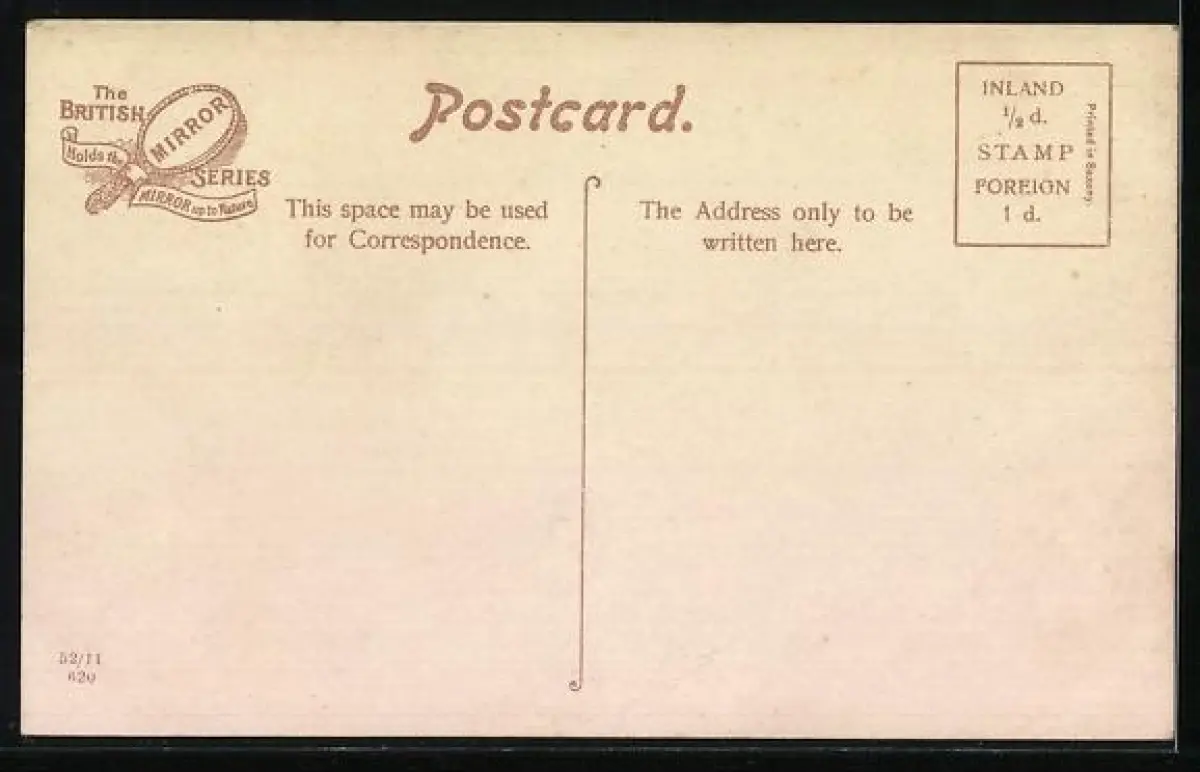 The
BRITISH
MIRROR
Holds the
SERIES
MIRROR up to Nature
Postcard.
This space may be used
for Correspondence.
The Address only to be
written here.
INLAND
½ d.
STAMP
FOREIGN
1 d.
Printed in Saxony.
52/11
620